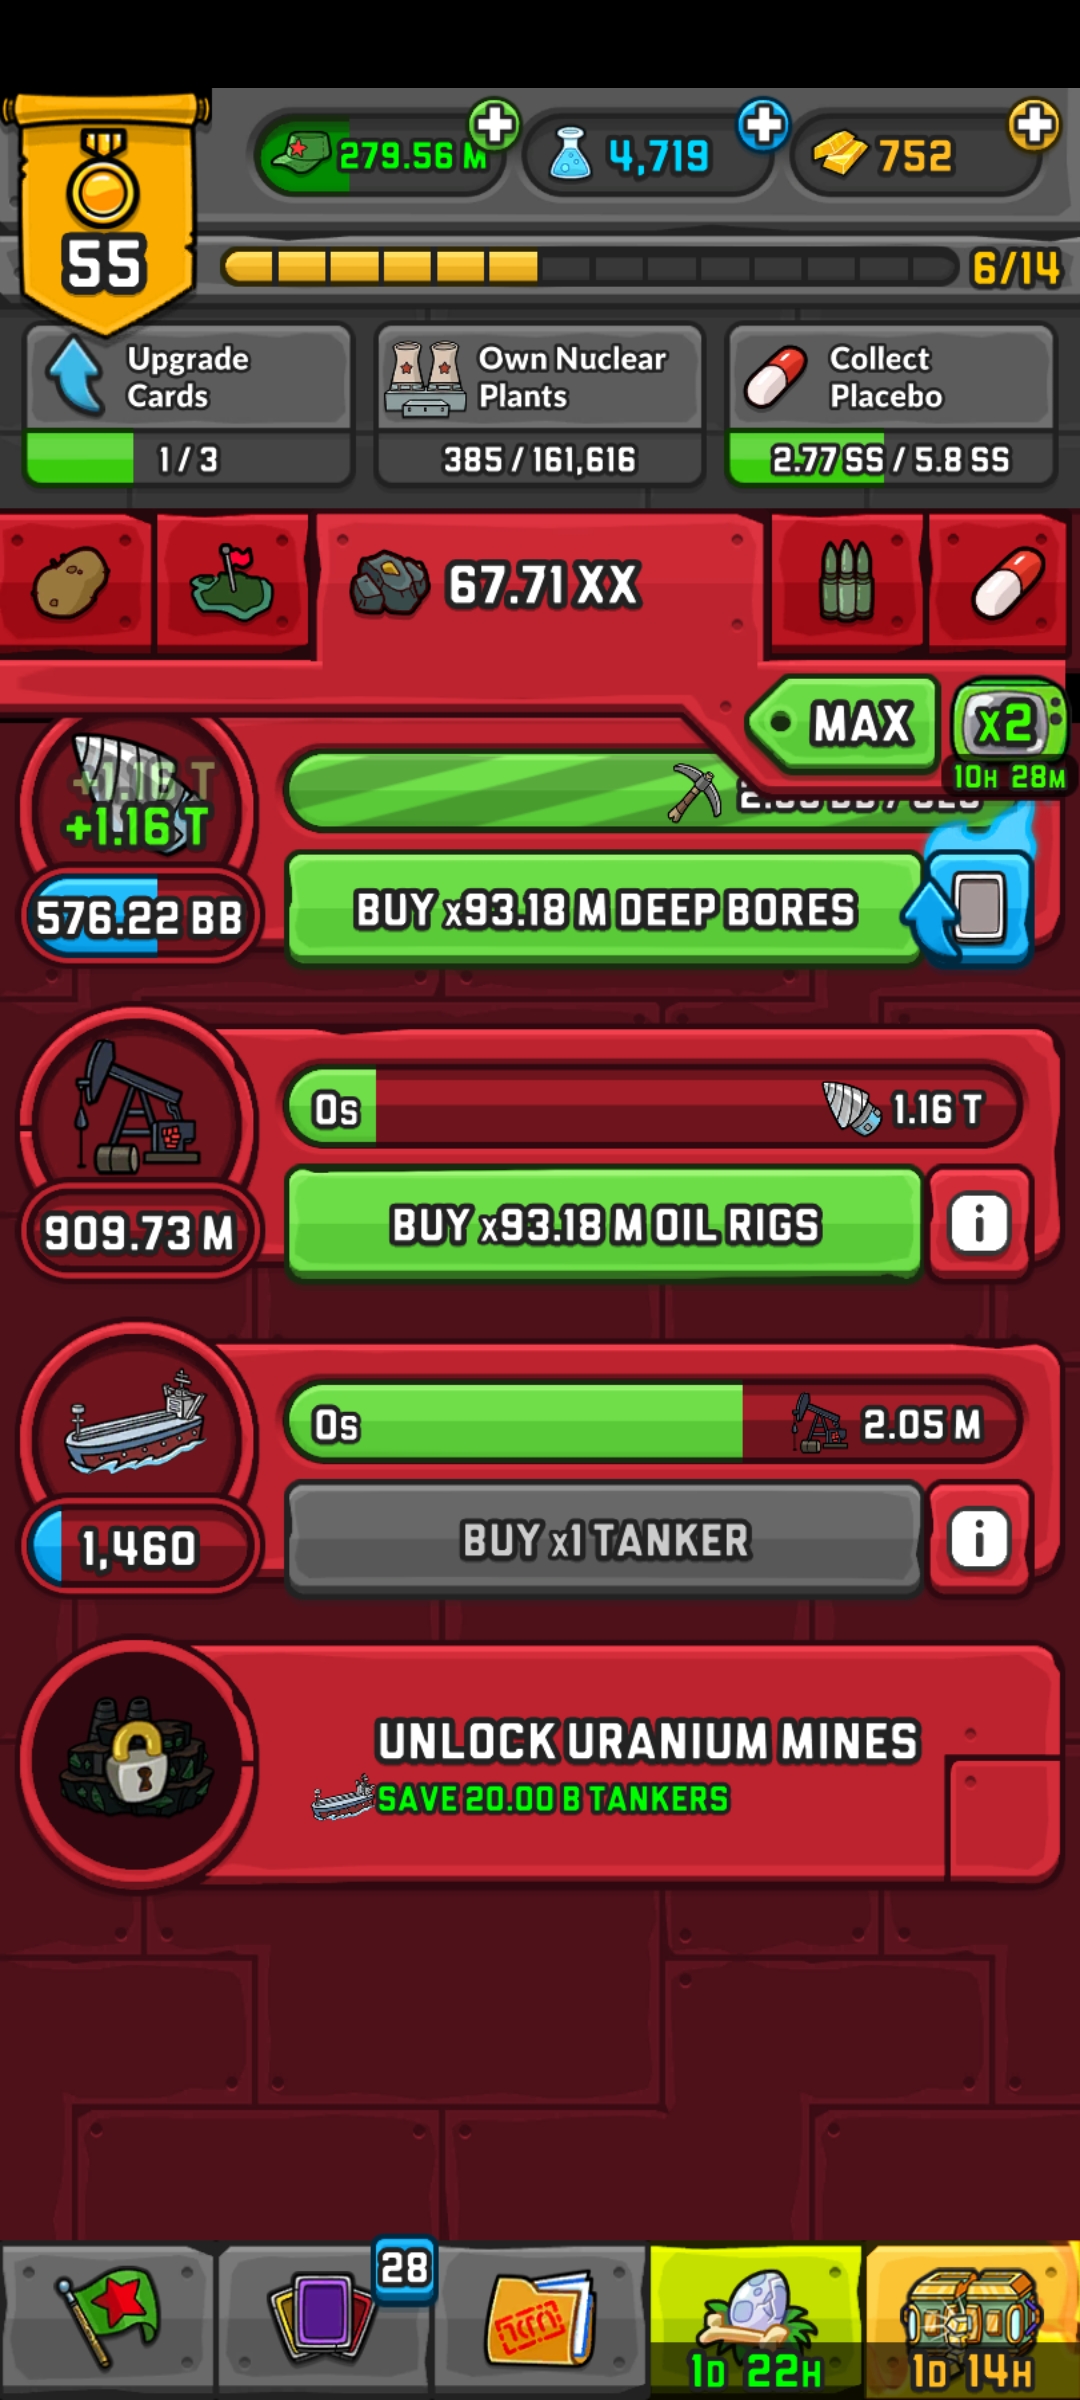 55
279.56 M
4,719
752
6/14
Upgrade
Cards
1 / 3
Own Nuclear
Plants
385 / 161,616
Collect
Placebo
2.77 SS / 5.8 SS
67.71 XX
MAX
x2
10H 28M
+1.16 T
+1.16 T
576.22 BB
BUY x93.18 M DEEP BORES
0s
1.16 T
909.73 M
BUY x93.18 M OIL RIGS
i
0s
2.05 M
1,460
BUY x1 TANKER
i
UNLOCK URANIUM MINES
SAVE 20.00 B TANKERS
28
1D 22H
1D 14H